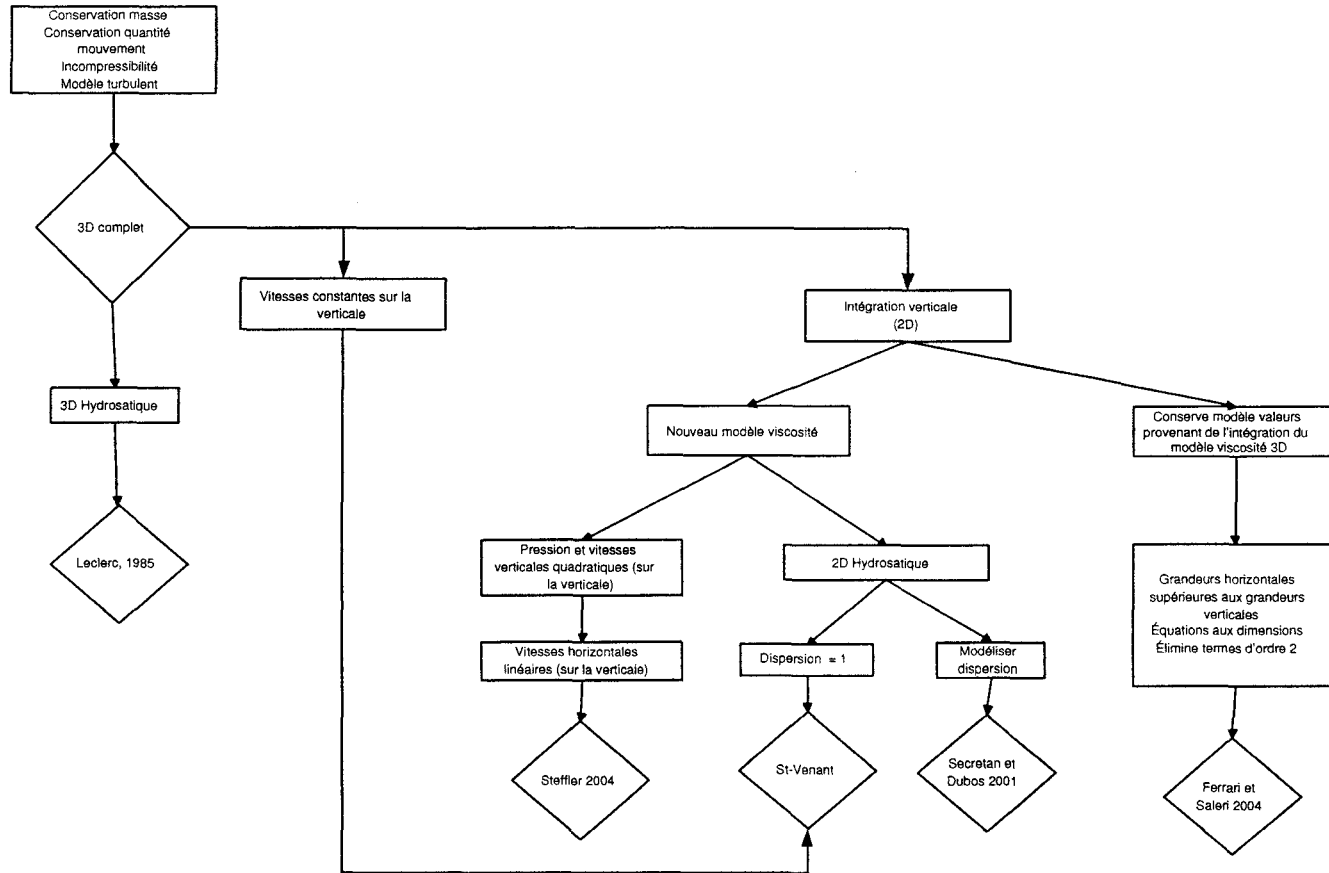 Conservation masse
Conservation quantité
mouvement
Incompressibilité
Modèle turbulent
3D complet
Vitesses constantes sur la
verticale
Intégration verticale
(2D)
3D Hydrosatique
Nouveau modèle viscosité
Conserve modèle valeurs
provenant de l'intégration du
modèle viscosité 3D
Leclerc, 1985
Pression et vitesses
verticales quadratiques (sur
la verticale)
2D Hydrosatique
Grandeurs horizontales
supérieures aux grandeurs
verticales
Équations aux dimensions
Élimine termes d'ordre 2
Vitesses horizontales
linéaires (sur la verticale)
Dispersion = 1
Modéliser
dispersion
Steffler 2004
St-Venant
Secretan et
Dubos 2001
Ferrari et
Saleri 2004